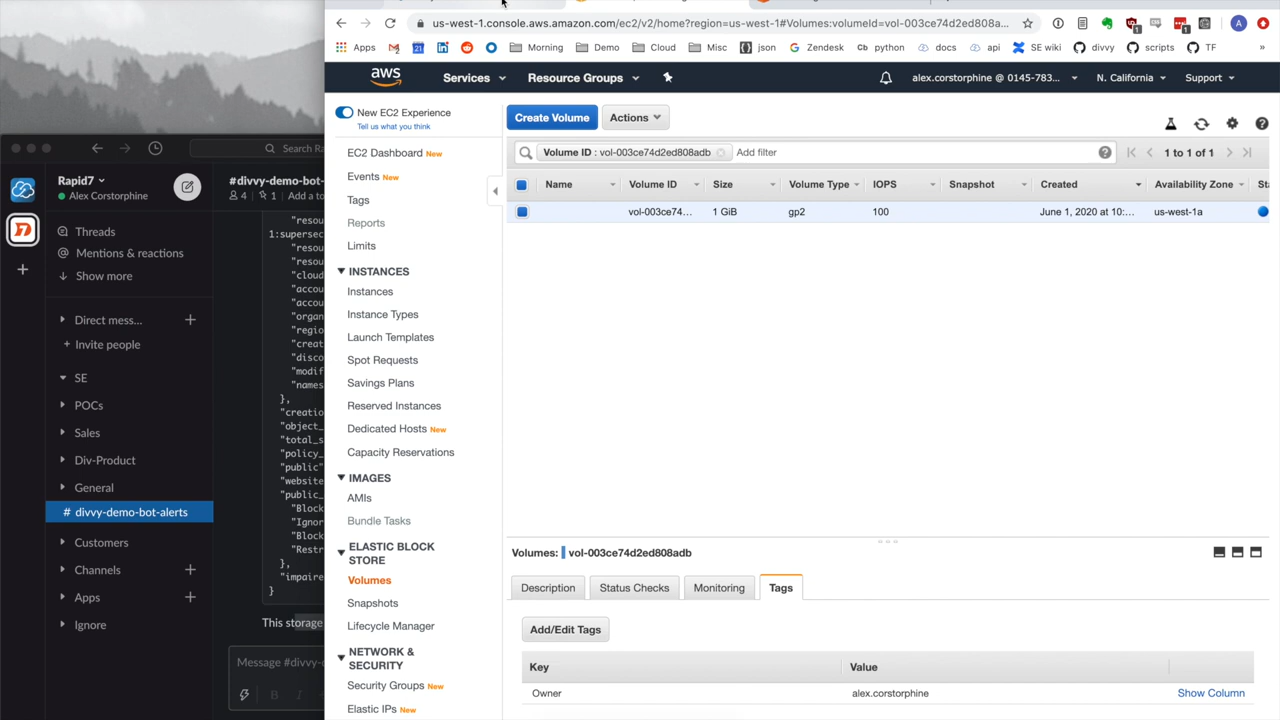 us-west-1.console.aws.amazon.com/ec2/v2/home?region=us-west-1#Volumes:volumeId=vol-003ce74d2ed808a...
Apps
Morning
Demo
Cloud
Misc
json
Zendesk
Cb python
docs
api
SE wiki
divvy
scripts
TF
aws
Services
Resource Groups
alex.corstorphine @ 0145-783...
N. California
Support
New EC2 Experience
Tell us what you think
EC2 Dashboard New
Events New
Tags
Reports
Limits
INSTANCES
Instances
Instance Types
Launch Templates
Spot Requests
Savings Plans
Reserved Instances
Dedicated Hosts New
Capacity Reservations
IMAGES
AMIs
Bundle Tasks
ELASTIC BLOCK
STORE
Volumes
Snapshots
Lifecycle Manager
NETWORK &
SECURITY
Security Groups New
Elastic IPs New
Create Volume
Actions
Volume ID : vol-003ce74d2ed808adb
Add filter
1 to 1 of 1
Name
Volume ID
Size
Volume Type
IOPS
Snapshot
Created
Availability Zone
Sta
vol-003ce74...
1 GiB
gp2
100
June 1, 2020 at 10:...
us-west-1a
Volumes: vol-003ce74d2ed808adb
Description
Status Checks
Monitoring
Tags
Add/Edit Tags
Key
Value
Owner
alex.corstorphine
Show Column
Search Ra
Rapid7
Alex Corstorphine
Threads
Mentions & reactions
Show more
Direct mess...
+ Invite people
SE
POCs
Sales
Div-Product
General
# divvy-demo-bot-alerts
Customers
Channels
Apps
Ignore
#divvy-demo-bot-
4
1
Add a to
"resou
1:supersec
"resou
"resou
"cloud
"accou
"accou
"organ
"regio
"creat
"disco
"modif
"names
},
"creatio
"object_
"total_s
"policy_
"public"
"website
"public_
"Block
"Ignor
"Block
"Restr
},
"impaire
}
This storage
Message #divvy-d
B
I